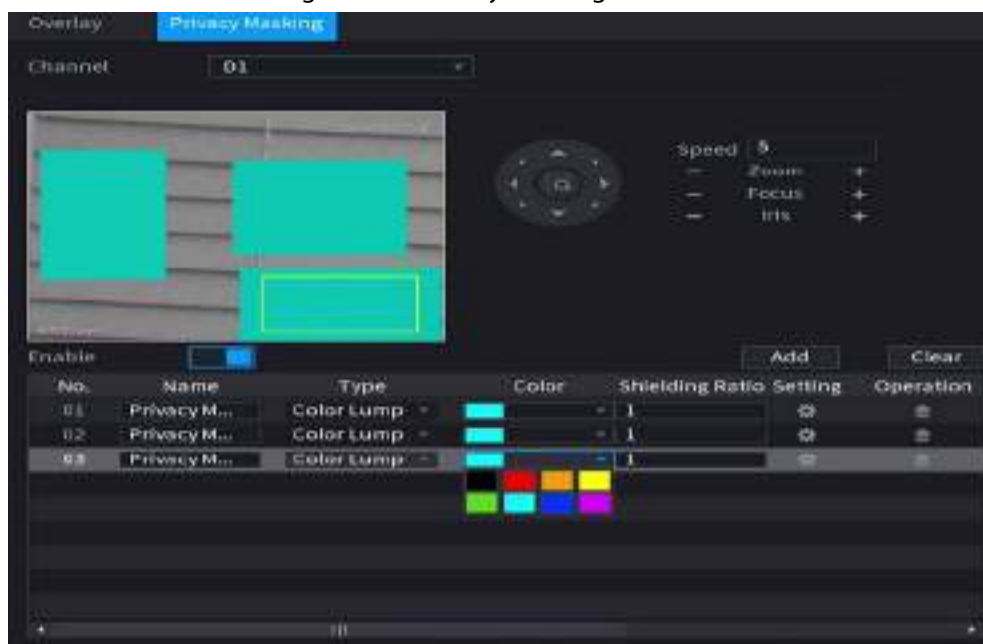 Overlay Privacy Masking
Channel 01
Speed 5
Zoom
Focus
Iris
Enable
Add Clear
No. Name Type Color Shielding Ratio Setting Operation
01 Privacy M... Color Lump 1
02 Privacy M... Color Lump 1
03 Privacy M... Color Lump 1